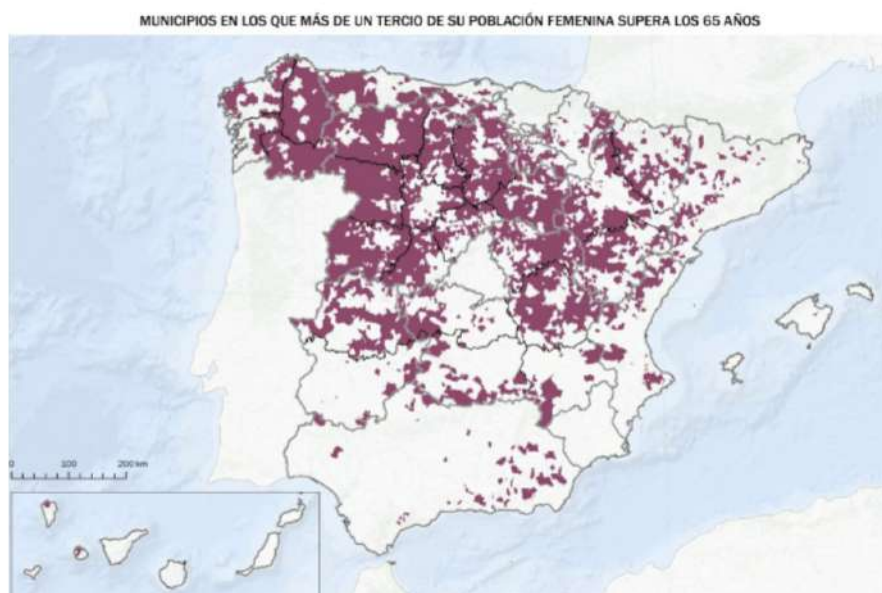 MUNICIPIOS EN LOS QUE MÁS DE UN TERCIO DE SU POBLACIÓN FEMENINA SUPERA LOS 65 AÑOS
0 100 200 km